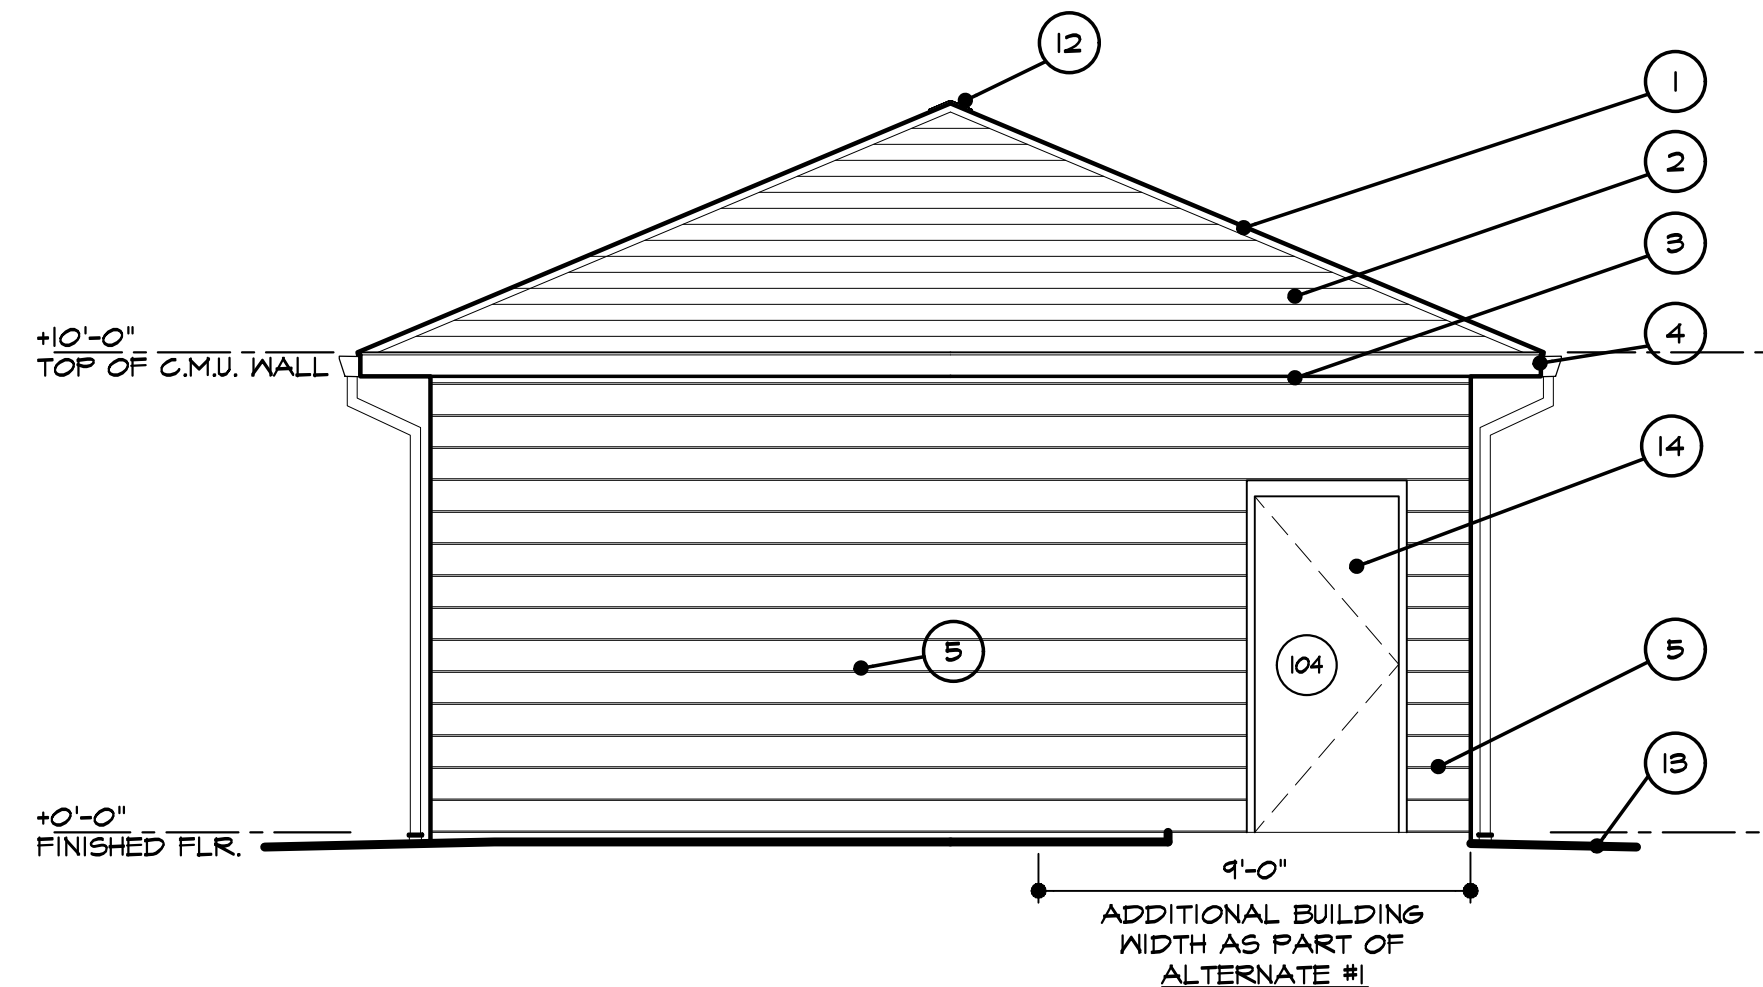 12
1
2
3
+10'-0"
TOP OF C.M.U. WALL
4
14
5
104
5
13
+0'-0"
FINISHED FLR.
9'-0"
ADDITIONAL BUILDING
WIDTH AS PART OF
ALTERNATE #1